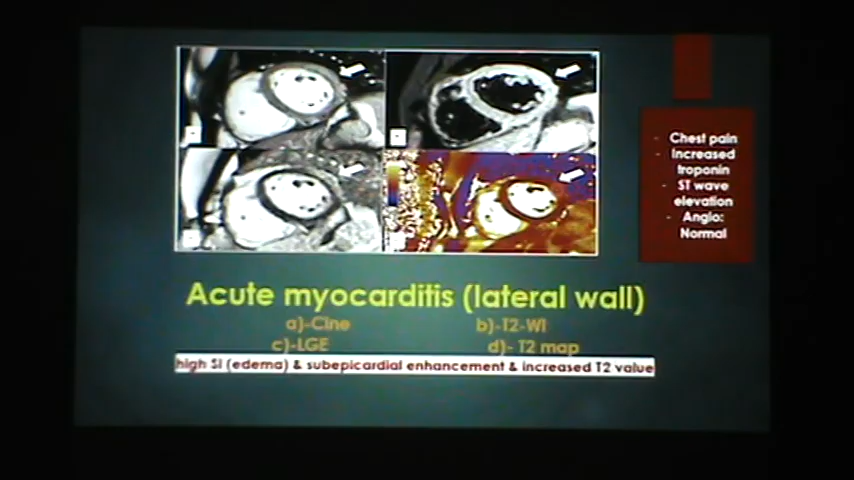 - Chest pain
- Increased
troponin
- ST wave
elevation
- Angio:
Normal
Acute myocarditis (lateral wall)
a)-Cine
b)-T2-WI
c)-LGE
d)- T2 map
high SI (edema) & subepicardial enhancement & increased T2 value